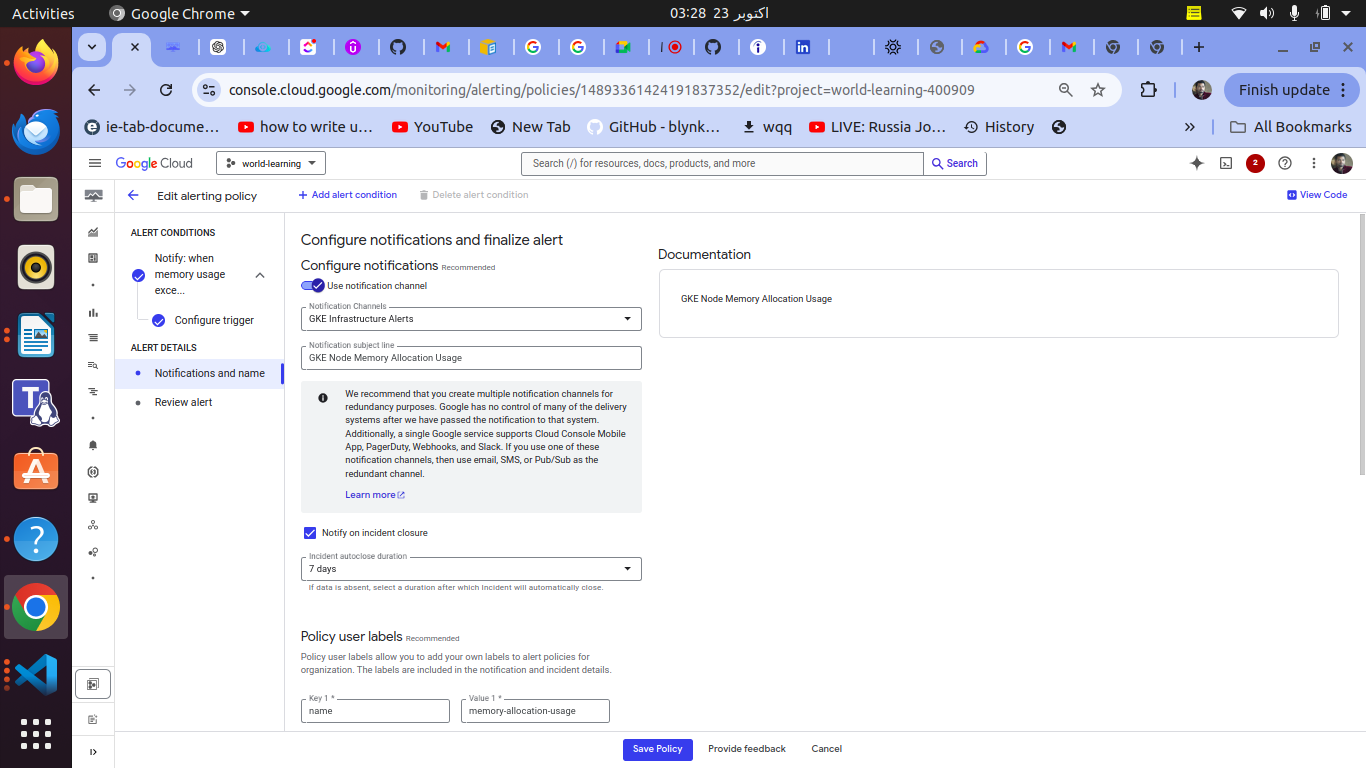 Activities
Google Chrome
03:28 23 اکتوبر
console.cloud.google.com/monitoring/alerting/policies/14893361424191837352/edit?project=world-learning-400909
Finish update
ie-tab-docume...
how to write u...
YouTube
New Tab
GitHub - blynk...
wqq
LIVE: Russia Jo...
History
»
All Bookmarks
Google Cloud
world-learning
Search (/) for resources, docs, products, and more
Search
2
Edit alerting policy
Add alert condition
Delete alert condition
View Code
ALERT CONDITIONS
Notify: when
memory usage
exce...
Configure trigger
ALERT DETAILS
Notifications and name
Review alert
Configure notifications and finalize alert
Configure notifications Recommended
Use notification channel
Notification Channels
GKE Infrastructure Alerts
Notification subject line
GKE Node Memory Allocation Usage
We recommend that you create multiple notification channels for
redundancy purposes. Google has no control of many of the delivery
systems after we have passed the notification to that system.
Additionally, a single Google service supports Cloud Console Mobile
App, PagerDuty, Webhooks, and Slack. If you use one of these
notification channels, then use email, SMS, or Pub/Sub as the
redundant channel.
Learn more
Notify on incident closure
Incident autoclose duration
7 days
If data is absent, select a duration after which Incident will automatically close.
Policy user labels Recommended
Policy user labels allow you to add your own labels to alert policies for
organization. The labels are included in the notification and incident details.
Key 1 *
name
Value 1 *
memory-allocation-usage
Documentation
GKE Node Memory Allocation Usage
Save Policy
Provide feedback
Cancel